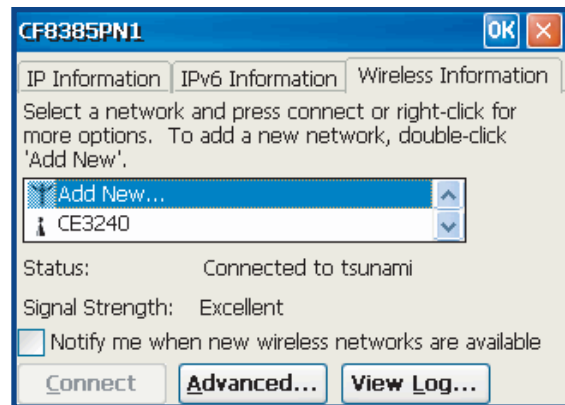 CF8385PN1 OK
IP Information IPv6 Information Wireless Information
Select a network and press connect or right-click for
more options. To add a new network, double-click
'Add New'.
Add New...
CE3240
Status: Connected to tsunami
Signal Strength: Excellent
Notify me when new wireless networks are available
Connect Advanced... View Log...